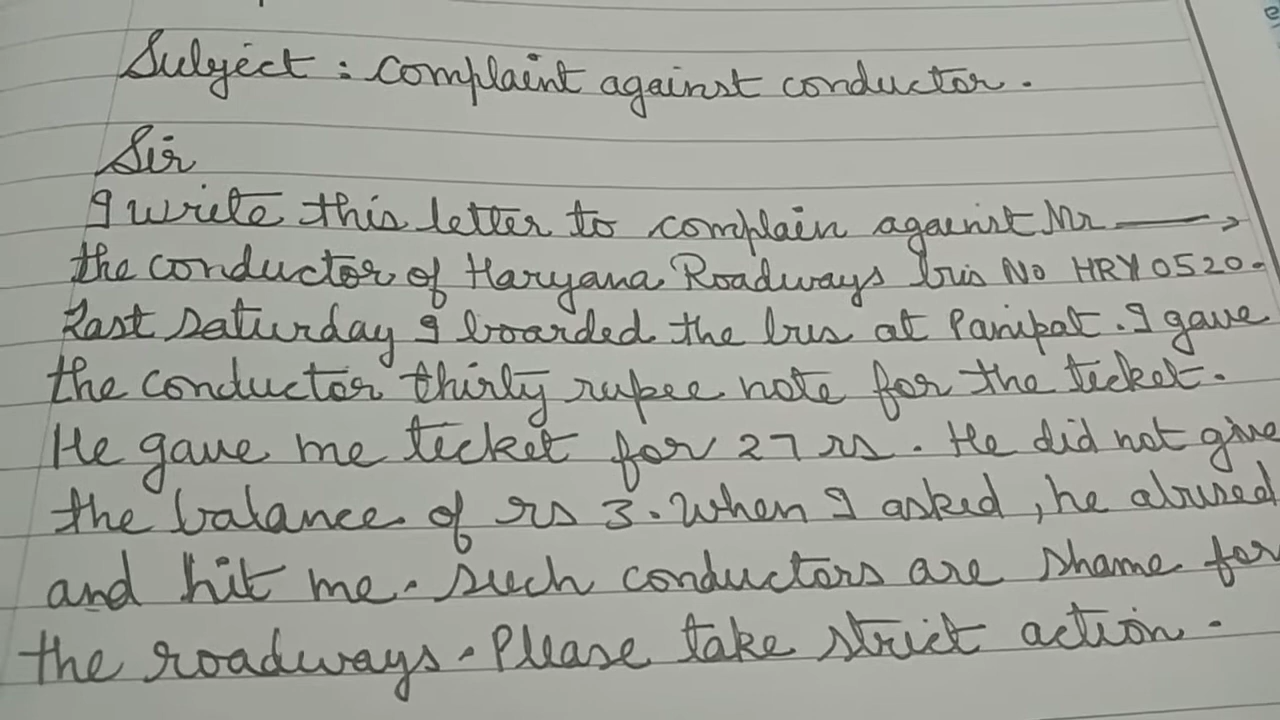 Subject : Complaint against conductor.
Sir
I write this letter to complain against Mr ———,
the conductor of Haryana Roadways bus No HRY 0520.
Last Saturday I boarded the bus at Panipat. I gave
the conductor thirty rupee note for the ticket.
He gave me ticket for 27 rs. He did not give
the balance of rs 3. When I asked, he abused
and hit me. Such conductors are shame for
the roadways. Please take strict action.